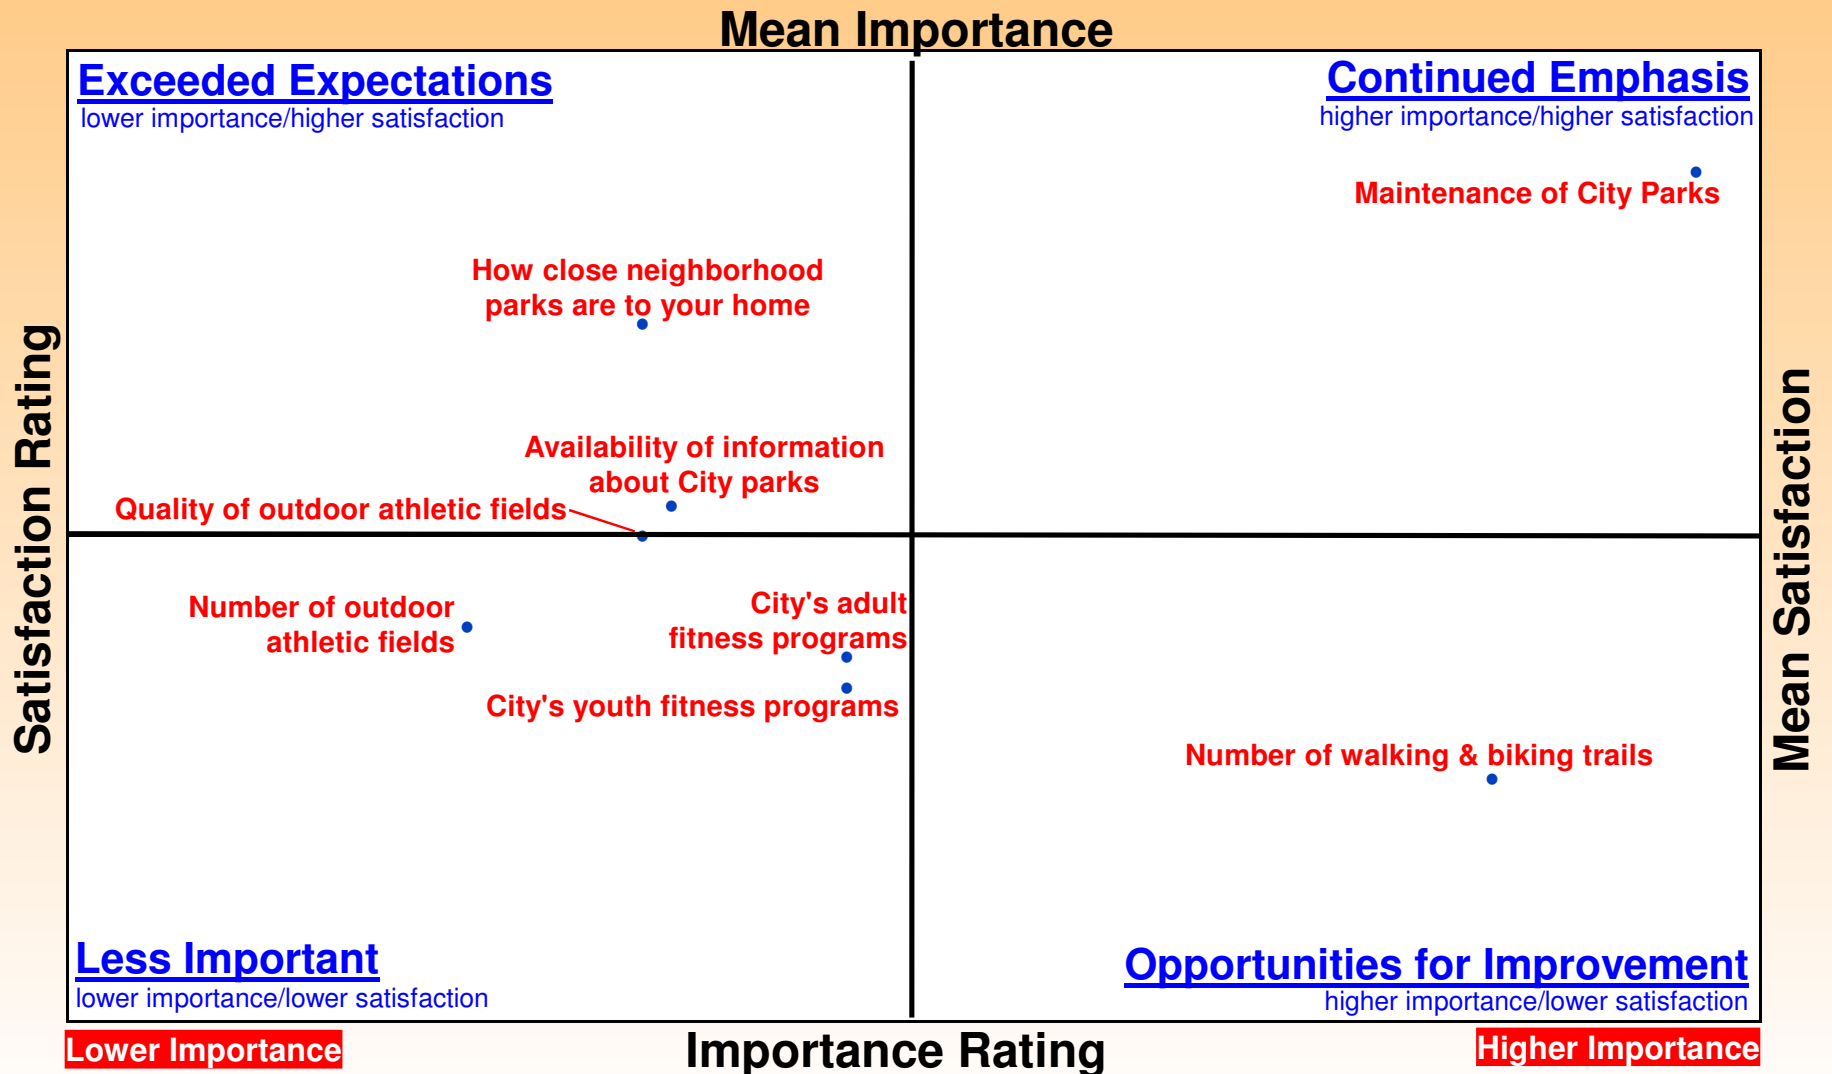 Mean Importance
Exceeded Expectations
lower importance/higher satisfaction
Continued Emphasis
higher importance/higher satisfaction
Maintenance of City Parks
How close neighborhood
parks are to your home
Availability of information
about City parks
Quality of outdoor athletic fields
Number of outdoor
athletic fields
City's adult
fitness programs
City's youth fitness programs
Number of walking & biking trails
Satisfaction Rating
Mean Satisfaction
Less Important
lower importance/lower satisfaction
Opportunities for Improvement
higher importance/lower satisfaction
Lower Importance
Importance Rating
Higher Importance